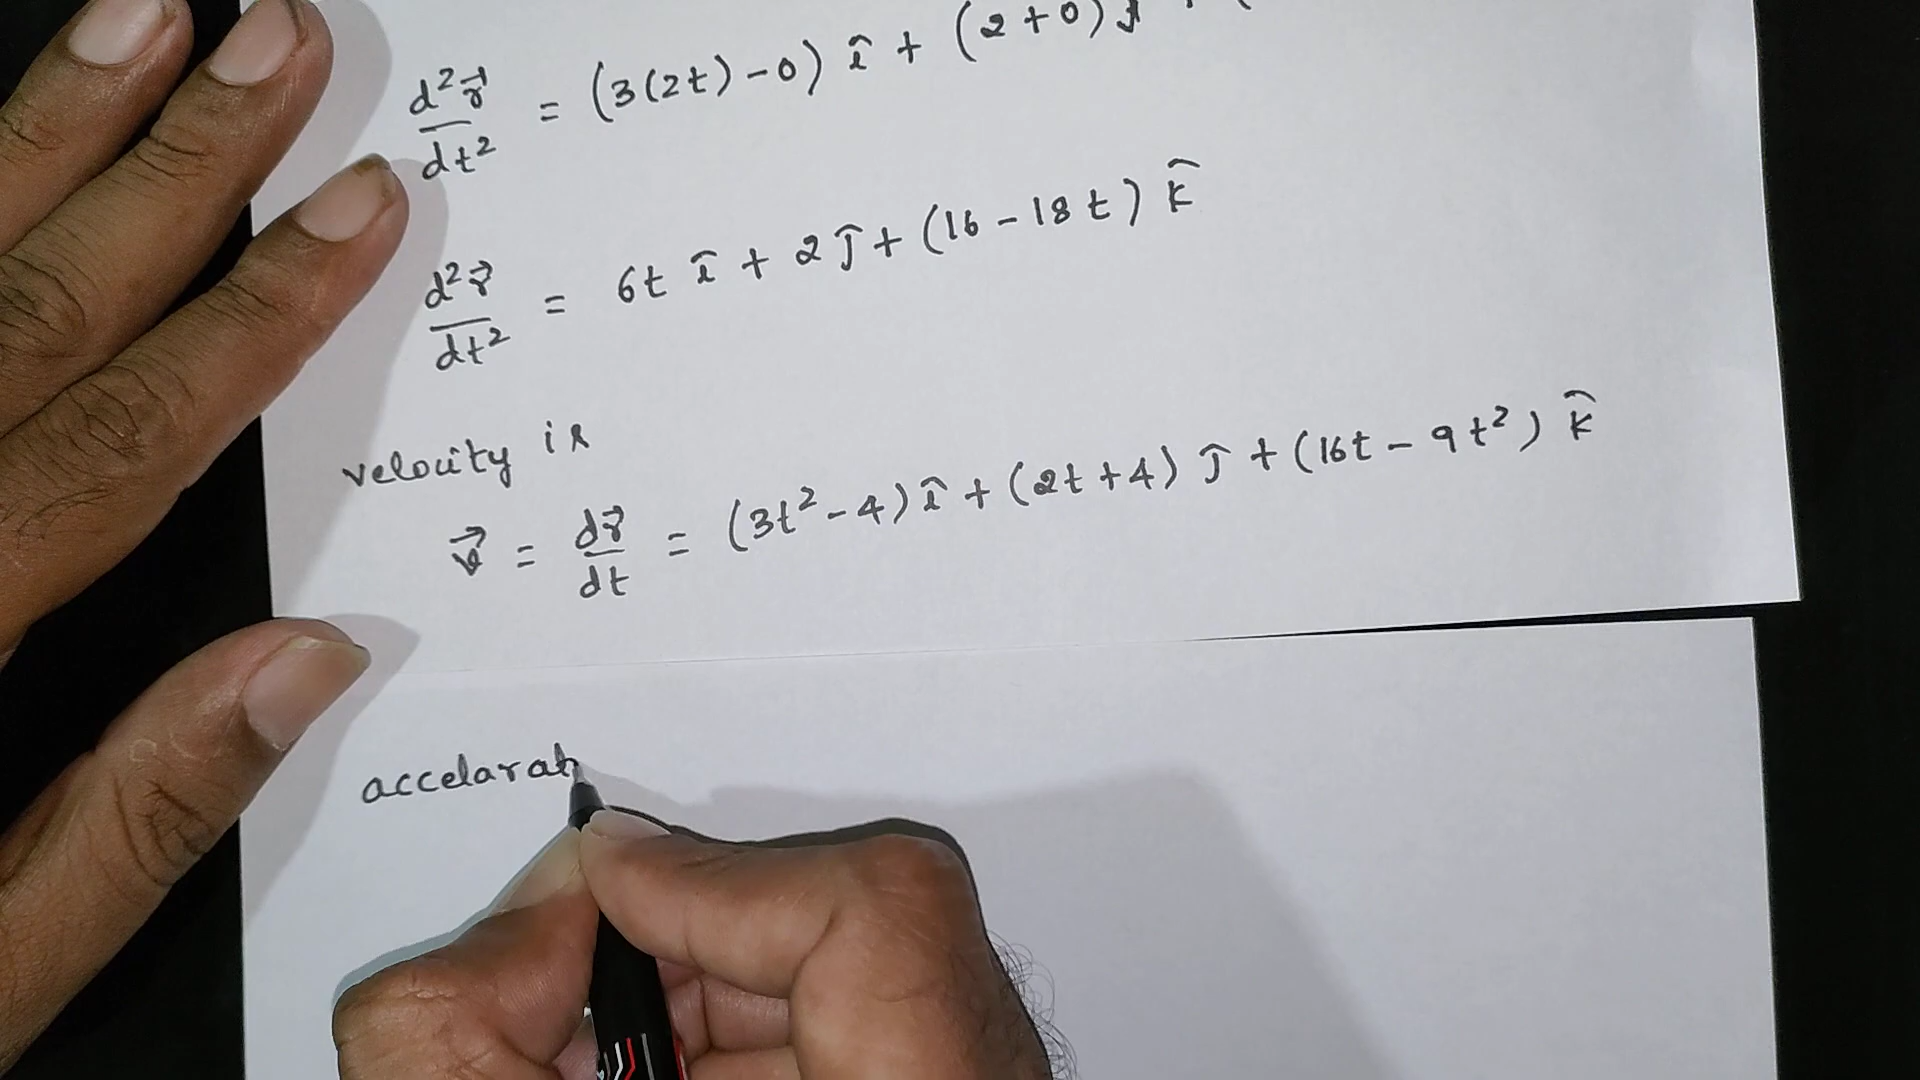 d²r⃗/dt² = (3(2t)-0) î + (2+0) ĵ
d²r⃗/dt² = 6t î + 2 ĵ + (16 - 18t) k̂
velocity is
v⃗ = dr⃗/dt = (3t² - 4) î + (2t + 4) ĵ + (16t - 9t²) k̂
accelarat